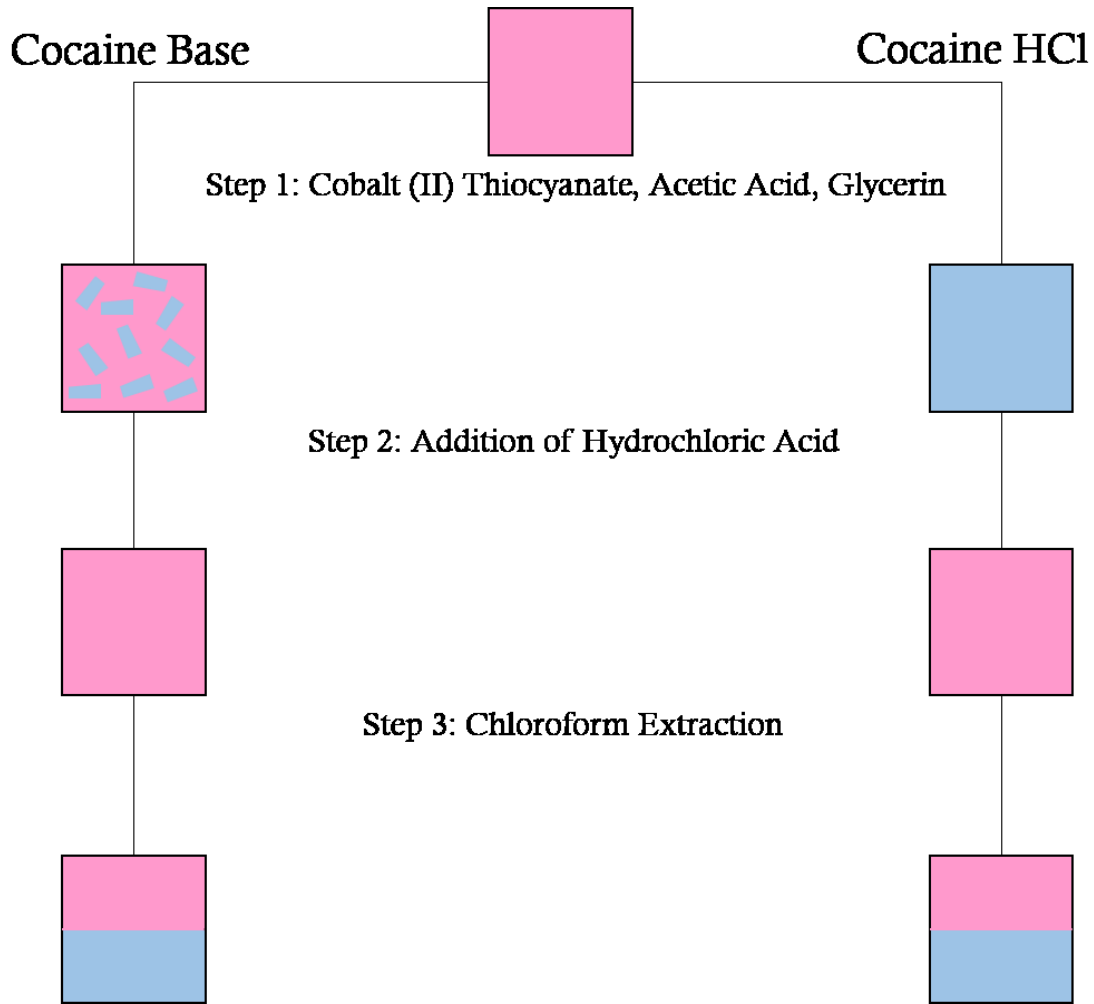 Cocaine Base
Cocaine HCl
Step 1: Cobalt (II) Thiocyanate, Acetic Acid, Glycerin
Step 2: Addition of Hydrochloric Acid
Step 3: Chloroform Extraction